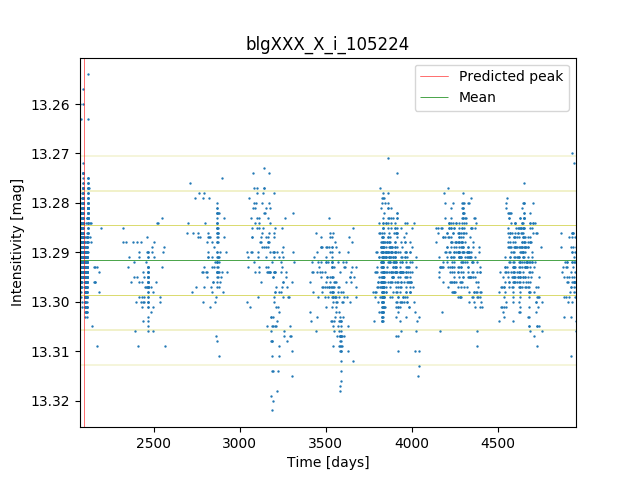 blgXXX_X_i_105224
Predicted peak
Mean
Intensitivity [mag]
13.26
13.27
13.28
13.29
13.30
13.31
13.32
2500
3000
3500
4000
4500
Time [days]